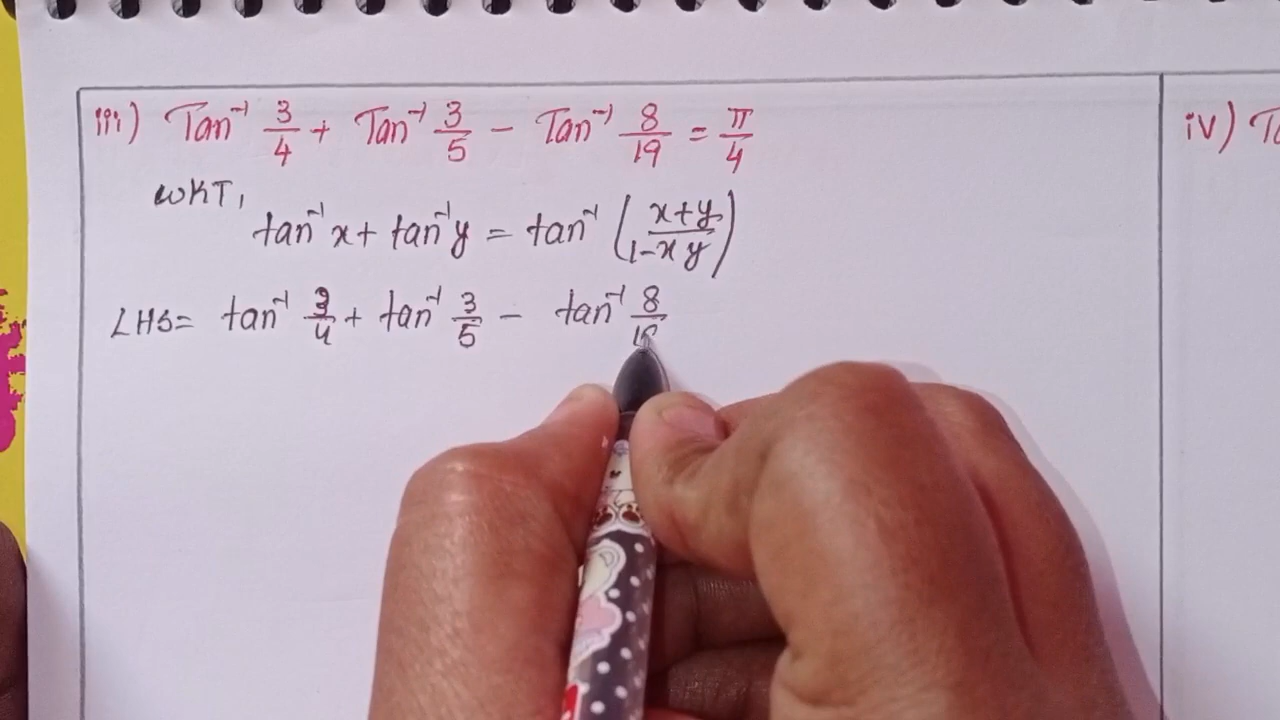 iii) Tan⁻¹ 3/4 + Tan⁻¹ 3/5 - Tan⁻¹ 8/19 = π/4
iv)
WKT,
tan⁻¹x + tan⁻¹y = tan⁻¹ (x+y/1-xy)
LHS = tan⁻¹ 3/4 + tan⁻¹ 3/5 - tan⁻¹ 8/